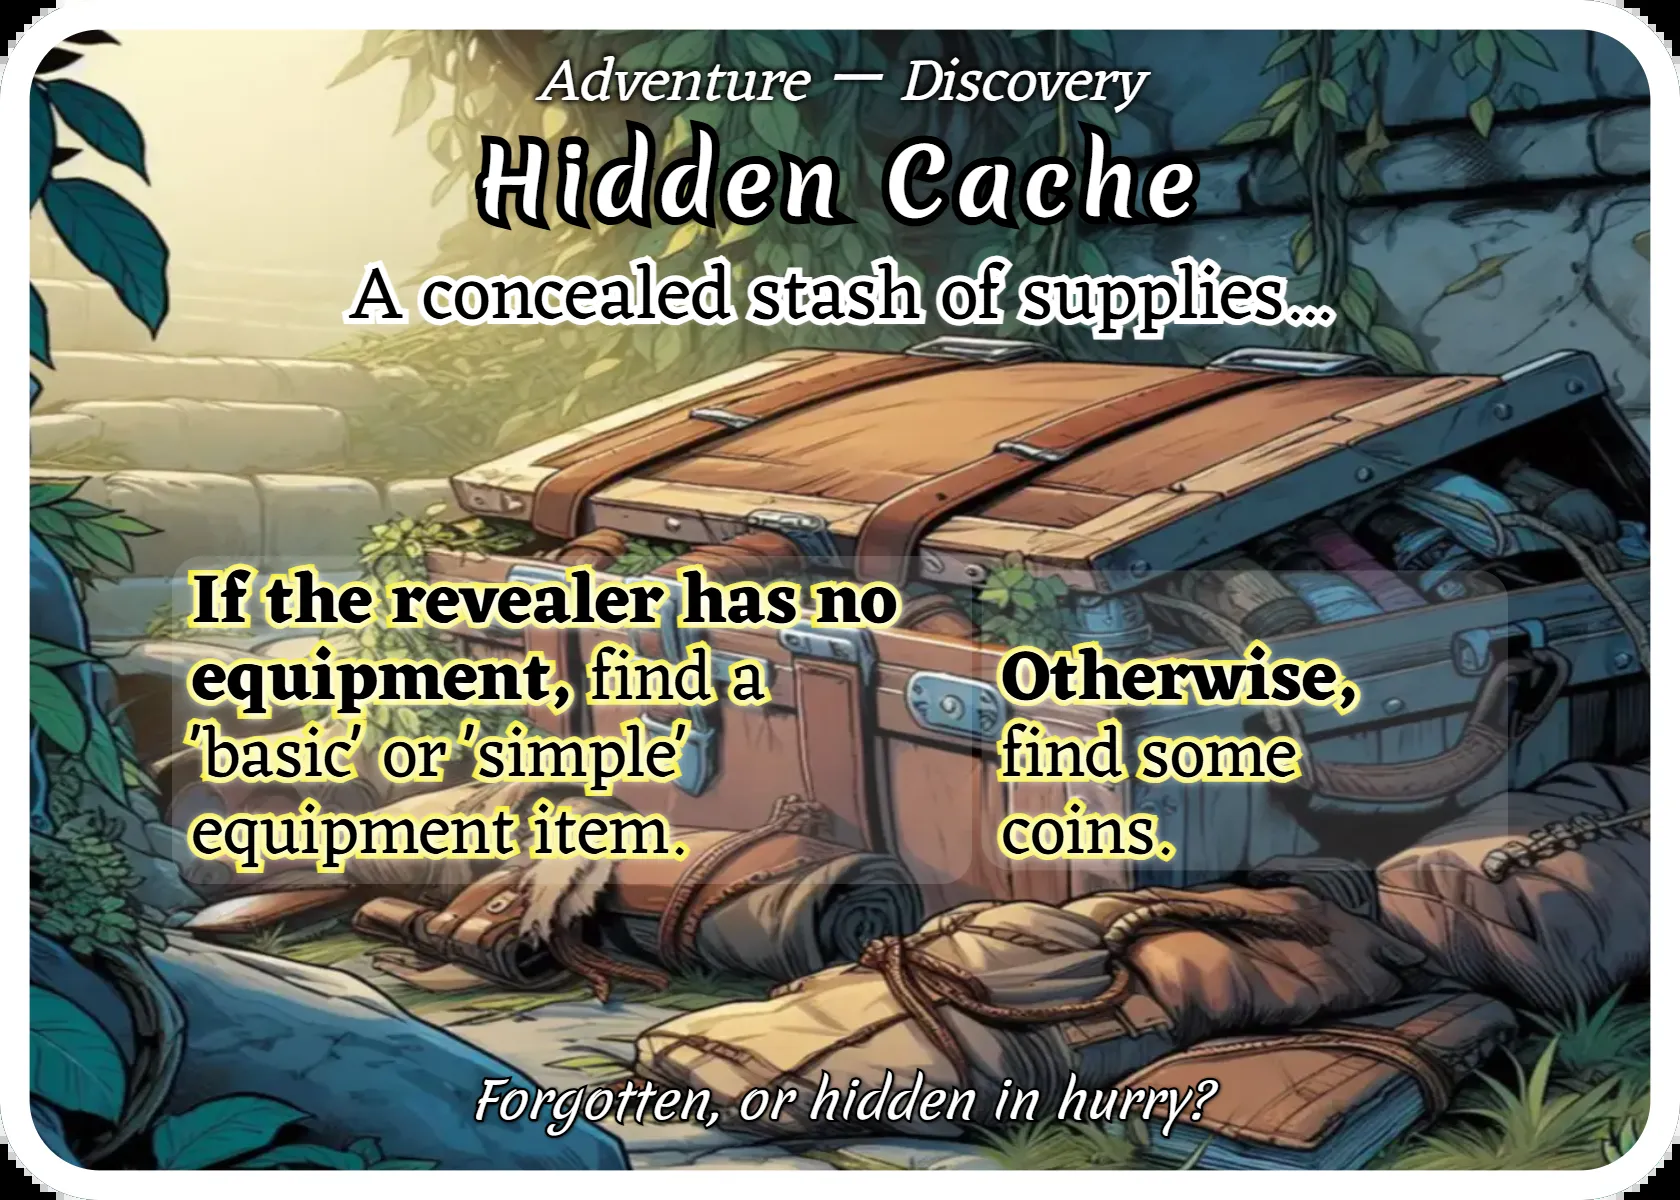 Adventure — Discovery
Hidden Cache
A concealed stash of supplies...
If the revealer has no
equipment, find a
'basic' or 'simple'
equipment item.
Otherwise,
find some
coins.
Forgotten, or hidden in hurry?